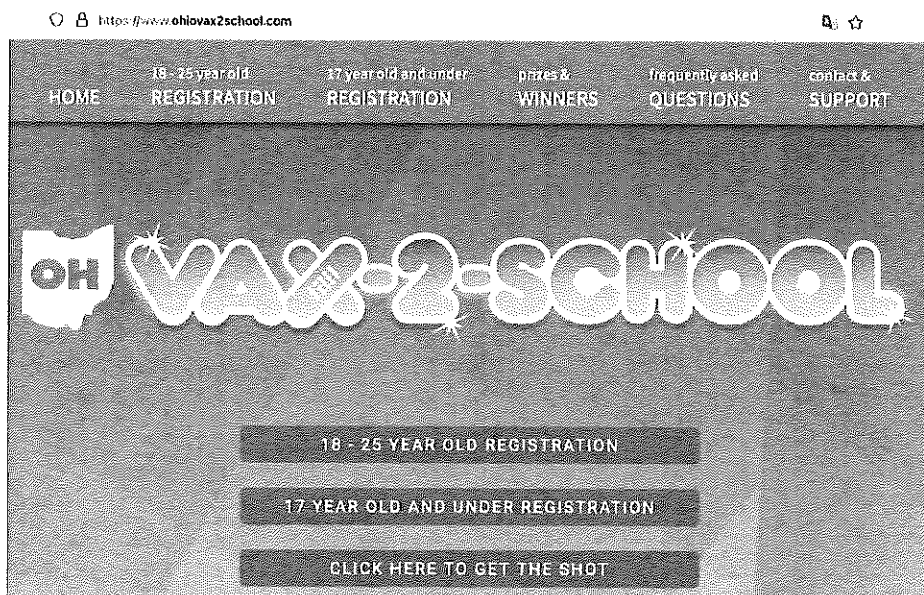 https://www.ohiovax2school.com
18 - 25 year old 17 year old and under prizes & frequently asked contact &
HOME REGISTRATION REGISTRATION WINNERS QUESTIONS SUPPORT
OH VAX-2-SCHOOL
18 - 25 YEAR OLD REGISTRATION
17 YEAR OLD AND UNDER REGISTRATION
CLICK HERE TO GET THE SHOT